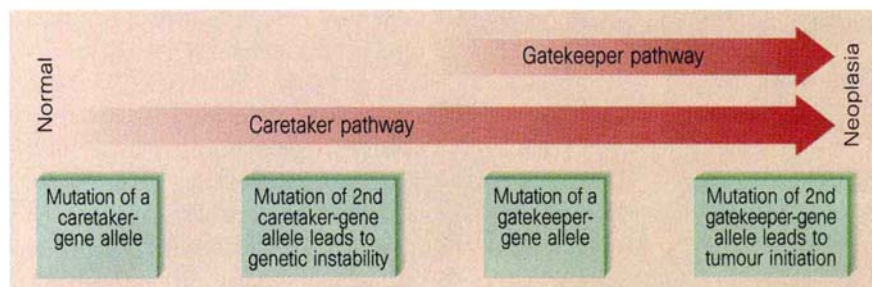 Normal
Gatekeeper pathway
Caretaker pathway
Neoplasia
Mutation of a
caretaker-
gene allele
Mutation of 2nd
caretaker-gene
allele leads to
genetic instability
Mutation of a
gatekeeper-
gene allele
Mutation of 2nd
gatekeeper-gene
allele leads to
tumour initiation